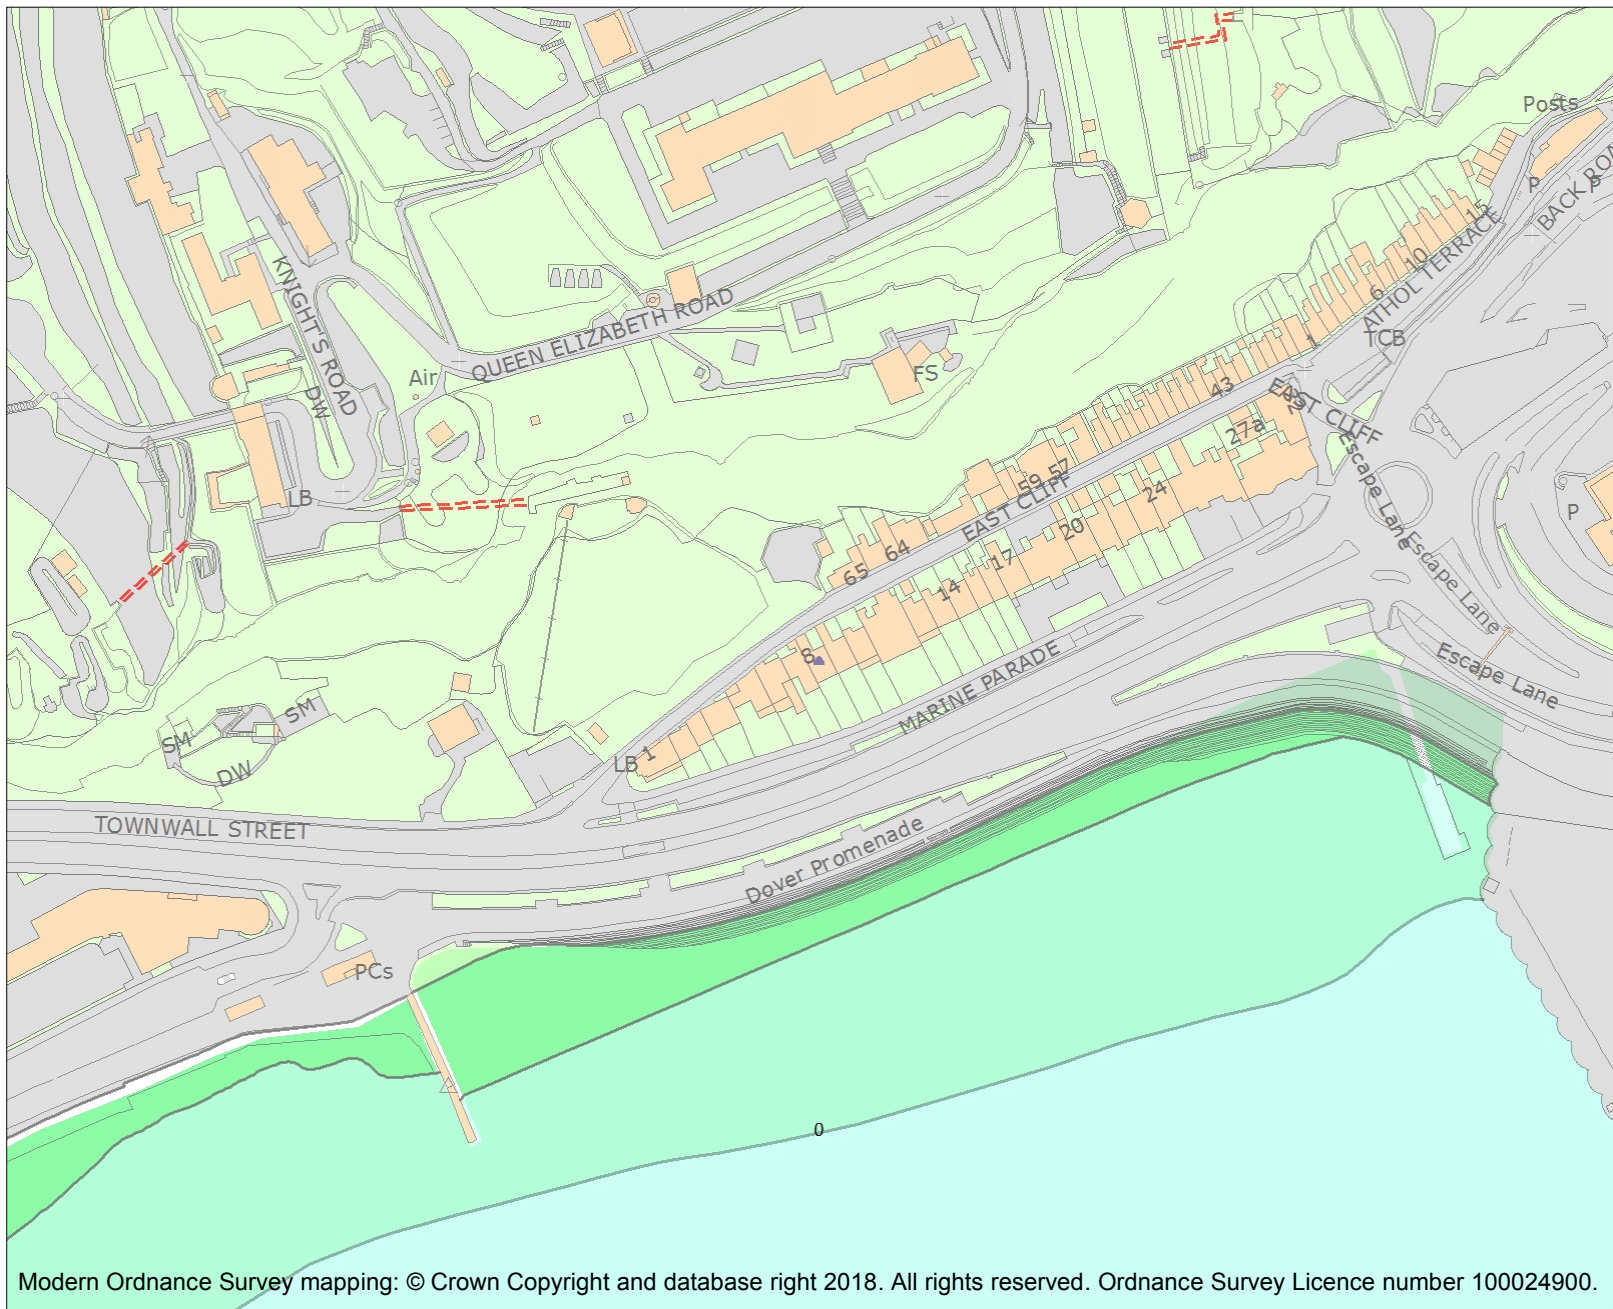 Posts
P
P
BACK ROA
15
ATHOL TERRACE
10
6
1
TCB
KNIGHT'S ROAD
QUEEN ELIZABETH ROAD
Air
FS
DW
43
EAST CLIFF
27a
Escape Lane
59
57
EAST CLIFF
24
20
LB
P
64
65
17
14
Escape Lane
8
MARINE PARADE
Escape Lane
SM
SM
DW
LB
1
TOWNWALL STREET
Dover Promenade
PCs
0
Modern Ordnance Survey mapping: © Crown Copyright and database right 2018. All rights reserved. Ordnance Survey Licence number 100024900.